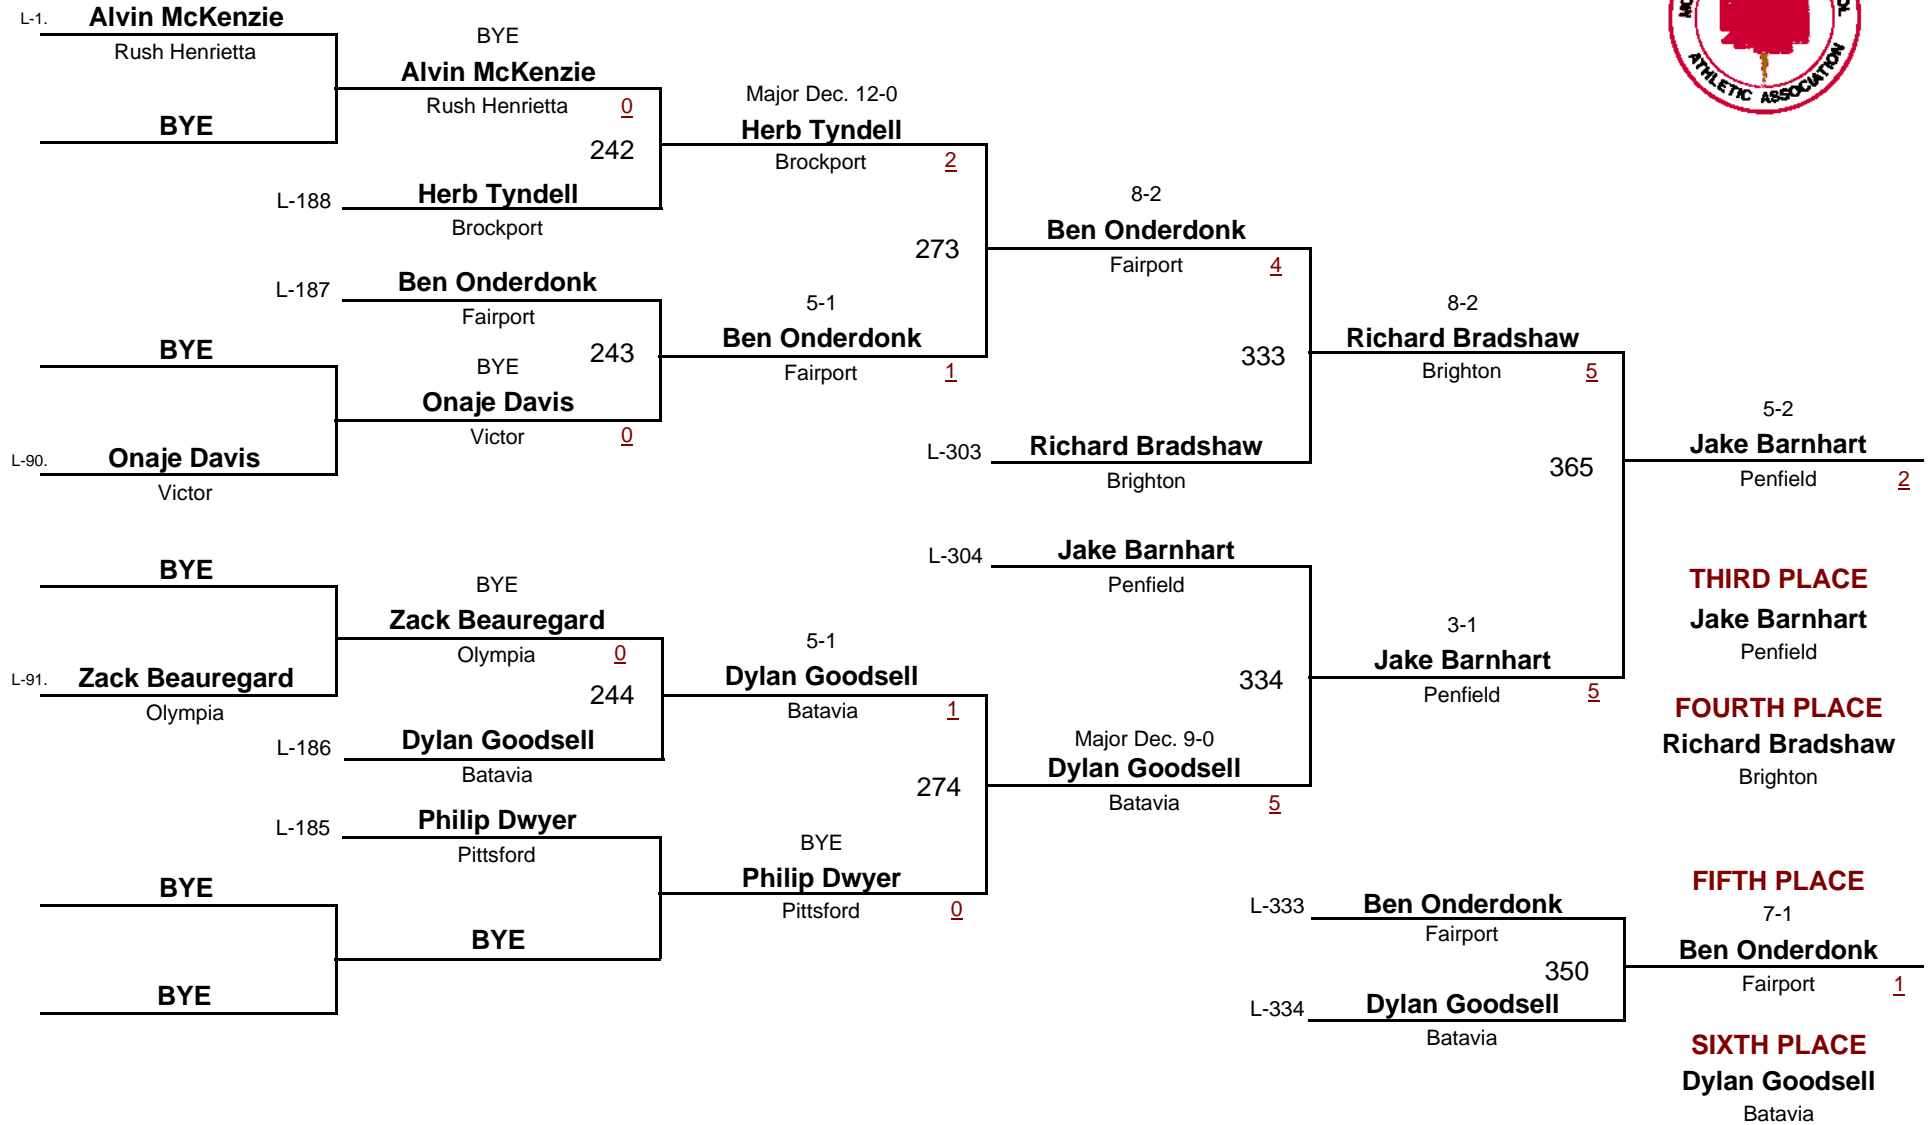 L-1. Alvin McKenzie
Rush Henrietta
BYE
BYE
Alvin McKenzie
Rush Henrietta 0
242
L-188 Herb Tyndell
Brockport
Major Dec. 12-0
Herb Tyndell
Brockport 2
L-187 Ben Onderdonk
Fairport
243
BYE
BYE
Onaje Davis
Victor 0
L-90. Onaje Davis
Victor
5-1
Ben Onderdonk
Fairport 1
273
8-2
Ben Onderdonk
Fairport 4
333
L-303 Richard Bradshaw
Brighton
8-2
Richard Bradshaw
Brighton 5
365
5-2
Jake Barnhart
Penfield 2
BYE
L-91. Zack Beauregard
Olympia
BYE
Zack Beauregard
Olympia 0
244
L-186 Dylan Goodsell
Batavia
5-1
Dylan Goodsell
Batavia 1
L-185 Philip Dwyer
Pittsford
BYE
BYE
BYE
BYE
Philip Dwyer
Pittsford 0
274
L-304 Jake Barnhart
Penfield
334
Major Dec. 9-0
Dylan Goodsell
Batavia 5
3-1
Jake Barnhart
Penfield 5
THIRD PLACE
Jake Barnhart
Penfield
FOURTH PLACE
Richard Bradshaw
Brighton
L-333 Ben Onderdonk
Fairport
350
L-334 Dylan Goodsell
Batavia
FIFTH PLACE
7-1
Ben Onderdonk
Fairport 1
SIXTH PLACE
Dylan Goodsell
Batavia
ATHLETIC ASSOCIATION